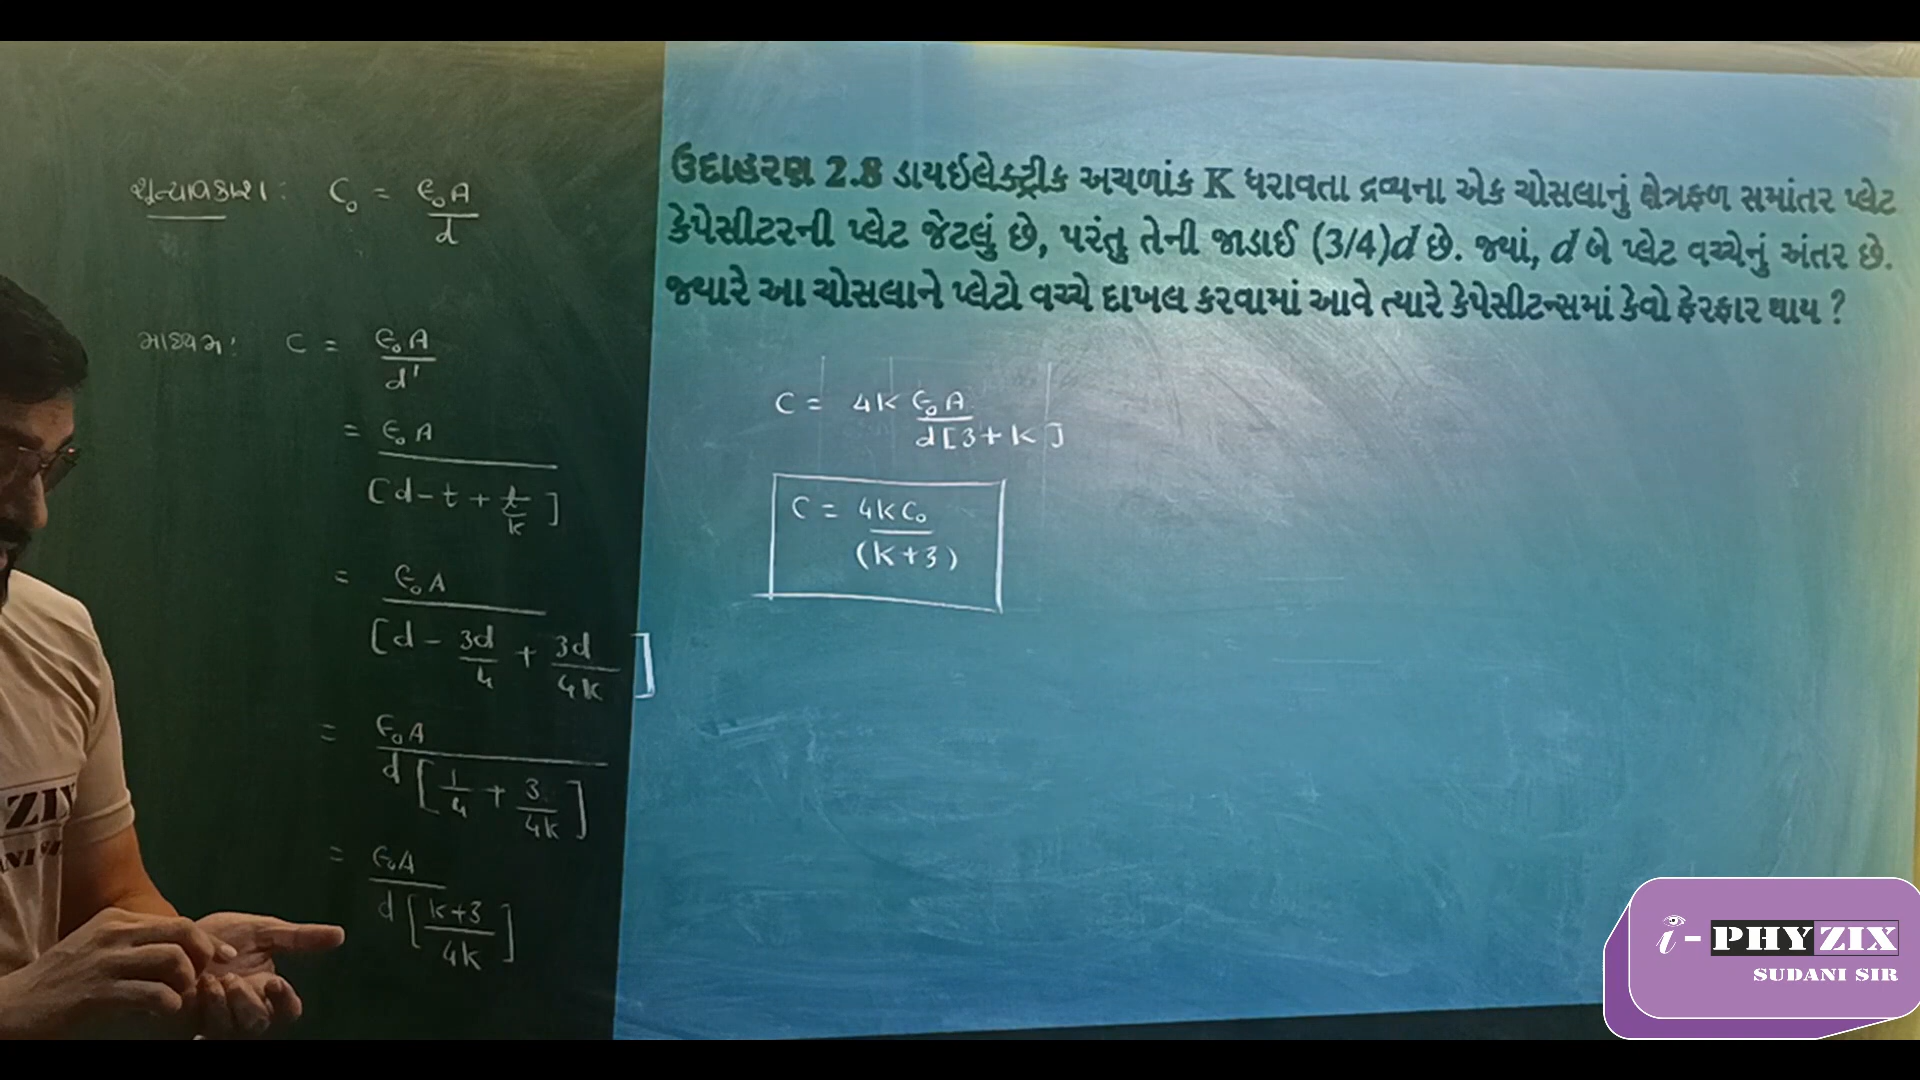 ઉદાહરણ 2.8 ડાયઇલેક્ટ્રીક અચળાંક K ધરાવતા દ્રવ્યના એક ચોસલાનું ક્ષેત્રફળ સમાંતર પ્લેટ
કેપેસીટરની પ્લેટ જેટલું છે, પરંતુ તેની જાડાઈ (3/4)d છે. જ્યાં, d બે પ્લેટ વચ્ચેનું અંતર છે.
જ્યારે આ ચોસલાને પ્લેટો વચ્ચે દાખલ કરવામાં આવે ત્યારે કેપેસીટન્સમાં કેવો ફેરફાર થાય ?
શૂન્યાવકાશ : C₀ = ϵ₀A / d
માધ્યમ : C = ϵ₀A / d'
= ϵ₀A / [d - t + t/k]
= ϵ₀A / [d - 3d/4 + 3d/4k]
= ϵ₀A / d[1/4 + 3/4k]
= ϵ₀A / d[k+3 / 4k]
C = 4k ϵ₀A / d[3+k]
C = 4kC₀ / (k+3)
ZIX
i-PHYZIX
SUDANI SIR